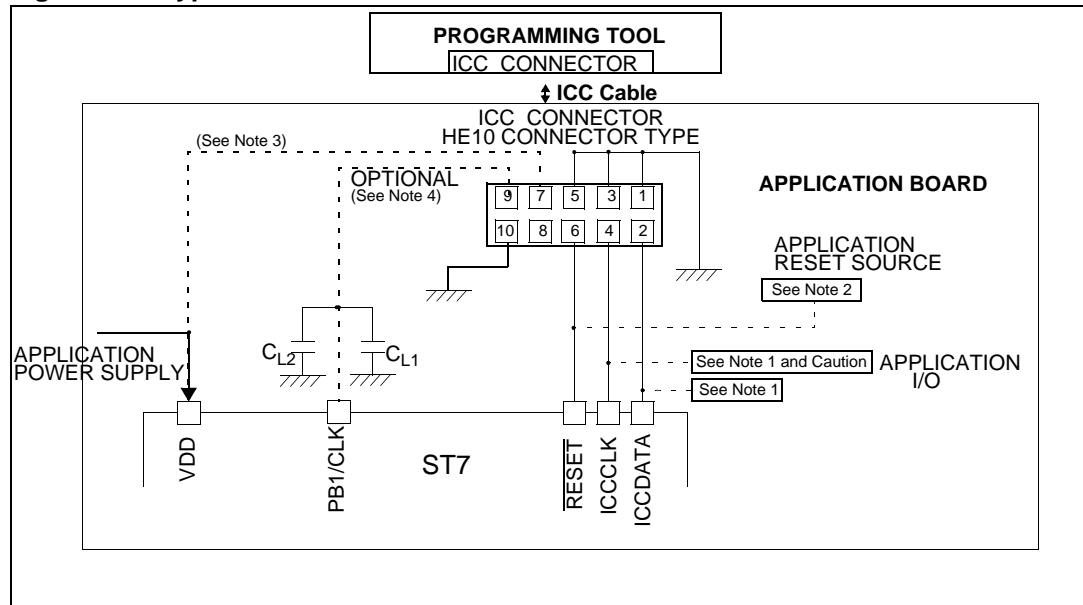 PROGRAMMING TOOL
ICC CONNECTOR
ICC Cable
ICC CONNECTOR
HE10 CONNECTOR TYPE
(See Note 3)
OPTIONAL
(See Note 4)
9 7 5 3 1
10 8 6 4 2
APPLICATION BOARD
APPLICATION
RESET SOURCE
See Note 2
CL2
CL1
APPLICATION
POWER SUPPLY
See Note 1 and Caution
See Note 1
APPLICATION
I/O
VDD
PB1/CLK
ST7
RESET
ICCCLK
ICCDATA